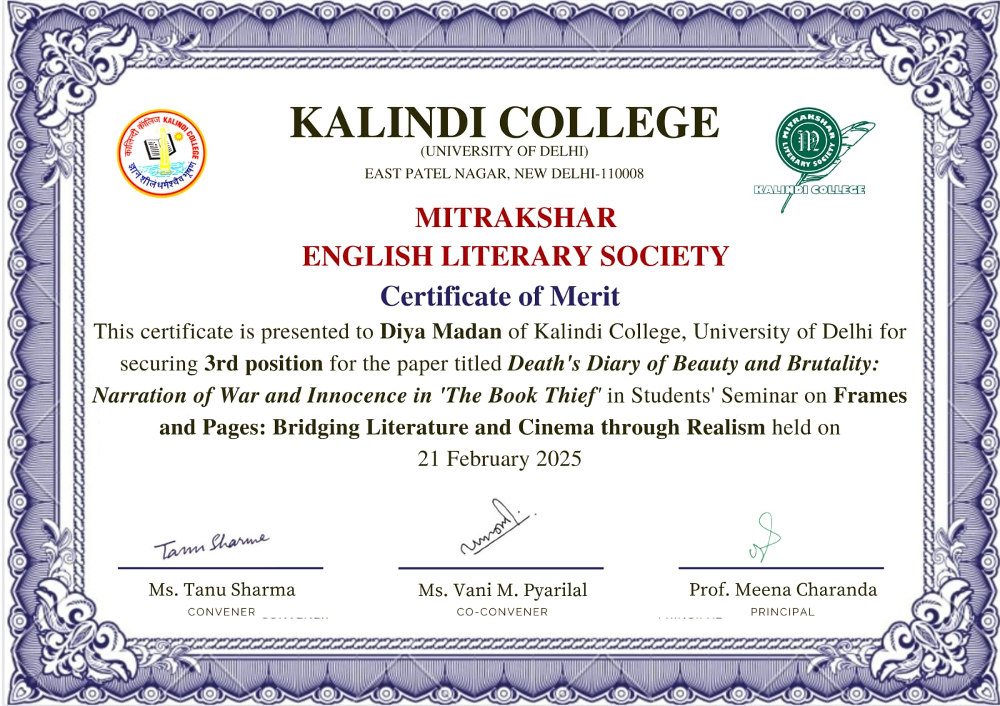 KALINDI COLLEGE
(UNIVERSITY OF DELHI)
EAST PATEL NAGAR, NEW DELHI-110008
कालिन्दी कॉलिज KALINDI COLLEGE
ज्ञानं शीलं धर्मश्चैव भूषणं
MITRAKSHAR
LITERARY SOCIETY
KALINDI COLLEGE
MITRAKSHAR
ENGLISH LITERARY SOCIETY
Certificate of Merit
This certificate is presented to Diya Madan of Kalindi College, University of Delhi for
securing 3rd position for the paper titled Death's Diary of Beauty and Brutality:
Narration of War and Innocence in 'The Book Thief' in Students' Seminar on Frames
and Pages: Bridging Literature and Cinema through Realism held on
21 February 2025
Tanu Sharma
Ms. Tanu Sharma
CONVENER
Ms. Vani M. Pyarilal
CO-CONVENER
Prof. Meena Charanda
PRINCIPAL